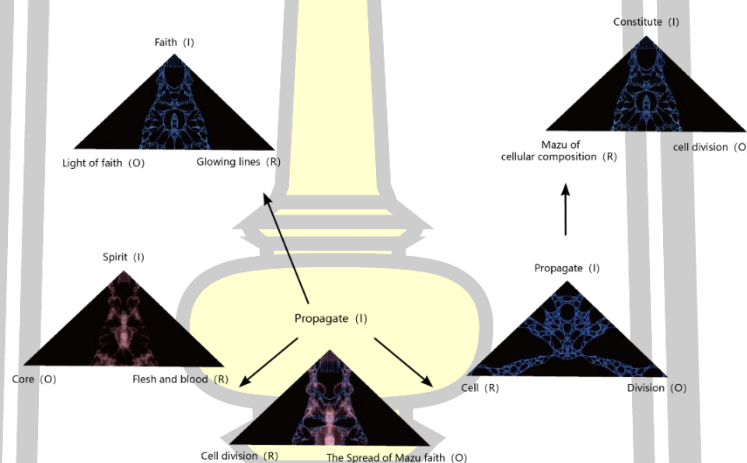 Constitute (I)
Faith (I)
Mazu of
cellular composition (R)
cell division (O
Light of faith (O)
Glowing lines (R)
Spirit (I)
Propagate (I)
Propagate (I)
Core (O)
Flesh and blood (R)
Cell (R)
Division (O)
Cell division (R)
The Spread of Mazu faith (O)